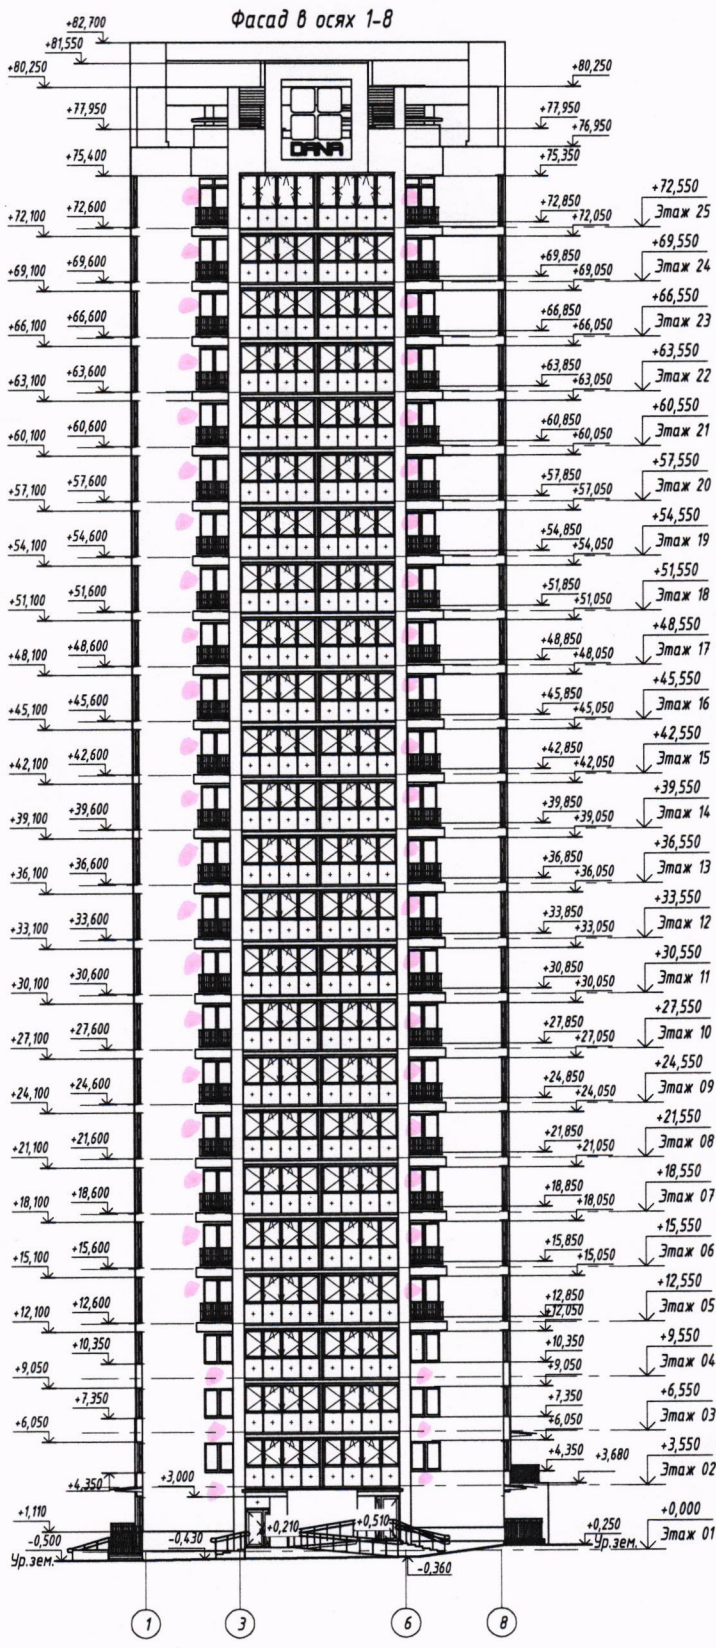 Фасад в осях 1-8
+82,700
+81,550
+80,250 +80,250
+77,950 +77,950
+76,950
DANA
+75,400 +75,350
+72,550
Этаж 25
+72,600 +72,850
+72,100 +72,050
+69,550
Этаж 24
+69,600 +69,850
+69,100 +69,050
+66,550
Этаж 23
+66,600 +66,850
+66,100 +66,050
+63,550
Этаж 22
+63,600 +63,850
+63,100 +63,050
+60,550
Этаж 21
+60,600 +60,850
+60,100 +60,050
+57,550
Этаж 20
+57,600 +57,850
+57,100 +57,050
+54,550
Этаж 19
+54,600 +54,850
+54,100 +54,050
+51,550
Этаж 18
+51,600 +51,850
+51,100 +51,050
+48,550
Этаж 17
+48,600 +48,850
+48,100 +48,050
+45,550
Этаж 16
+45,600 +45,850
+45,100 +45,050
+42,550
Этаж 15
+42,600 +42,850
+42,100 +42,050
+39,550
Этаж 14
+39,600 +39,850
+39,100 +39,050
+36,550
Этаж 13
+36,600 +36,850
+36,100 +36,050
+33,550
Этаж 12
+33,600 +33,850
+33,100 +33,050
+30,550
Этаж 11
+30,600 +30,850
+30,100 +30,050
+27,550
Этаж 10
+27,600 +27,850
+27,100 +27,050
+24,550
Этаж 09
+24,600 +24,850
+24,100 +24,050
+21,550
Этаж 08
+21,600 +21,850
+21,100 +21,050
+18,550
Этаж 07
+18,600 +18,850
+18,100 +18,050
+15,550
Этаж 06
+15,600 +15,850
+15,100 +15,050
+12,550
Этаж 05
+12,600 +12,850
+12,100 +12,050
+10,350 +10,350
+9,550
Этаж 04
+9,050 +9,050
+7,350 +7,350
+6,550
Этаж 03
+6,050 +6,050
+4,350 +3,680
+3,550
Этаж 02
+4,350 +3,000
+1,110 +0,210 +0,510 +0,000
Этаж 01
-0,500 -0,430 +0,250
Ур.зем. Ур.зем.
-0,360
1 3 6 8